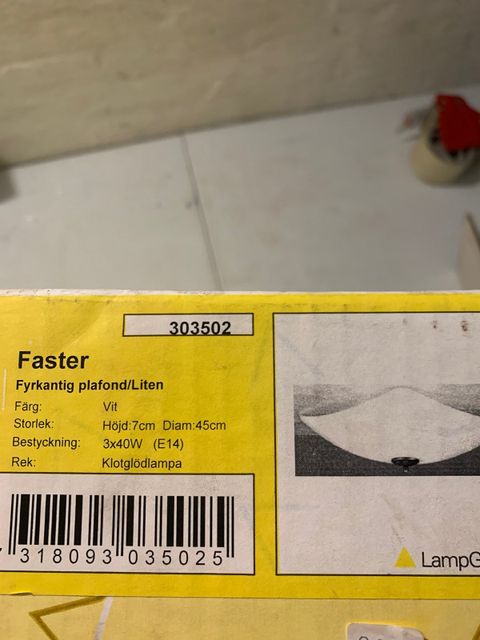 303502
Faster
Fyrkantig plafond/Liten
Färg: Vit
Storlek: Höjd:7cm Diam:45cm
Bestyckning: 3x40W (E14)
Rek: Klotglödlampa
318093 035025
LampG